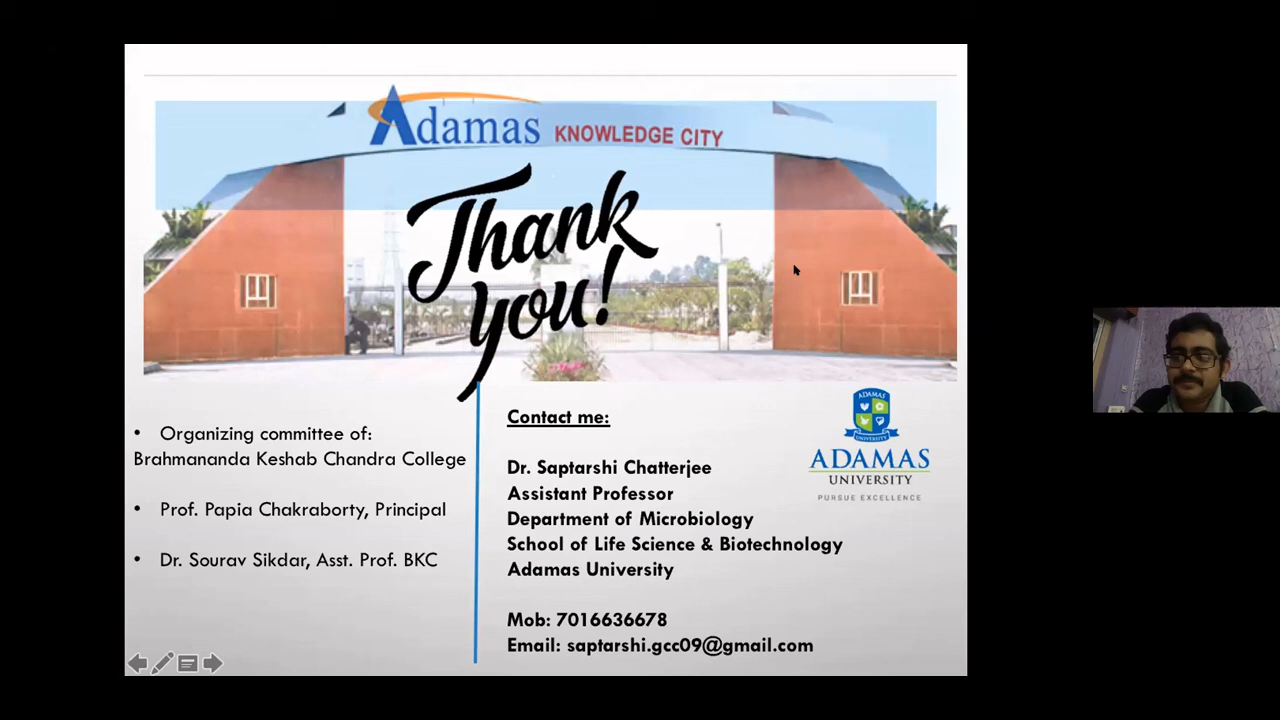 Adamas KNOWLEDGE CITY
Thank
you!
• Organizing committee of:
Brahmananda Keshab Chandra College
• Prof. Papia Chakraborty, Principal
• Dr. Sourav Sikdar, Asst. Prof. BKC
Contact me:
Dr. Saptarshi Chatterjee
Assistant Professor
Department of Microbiology
School of Life Science & Biotechnology
Adamas University
Mob: 7016636678
Email: saptarshi.gcc09@gmail.com
ADAMAS
UNIVERSITY
ADAMAS
UNIVERSITY
PURSUE EXCELLENCE